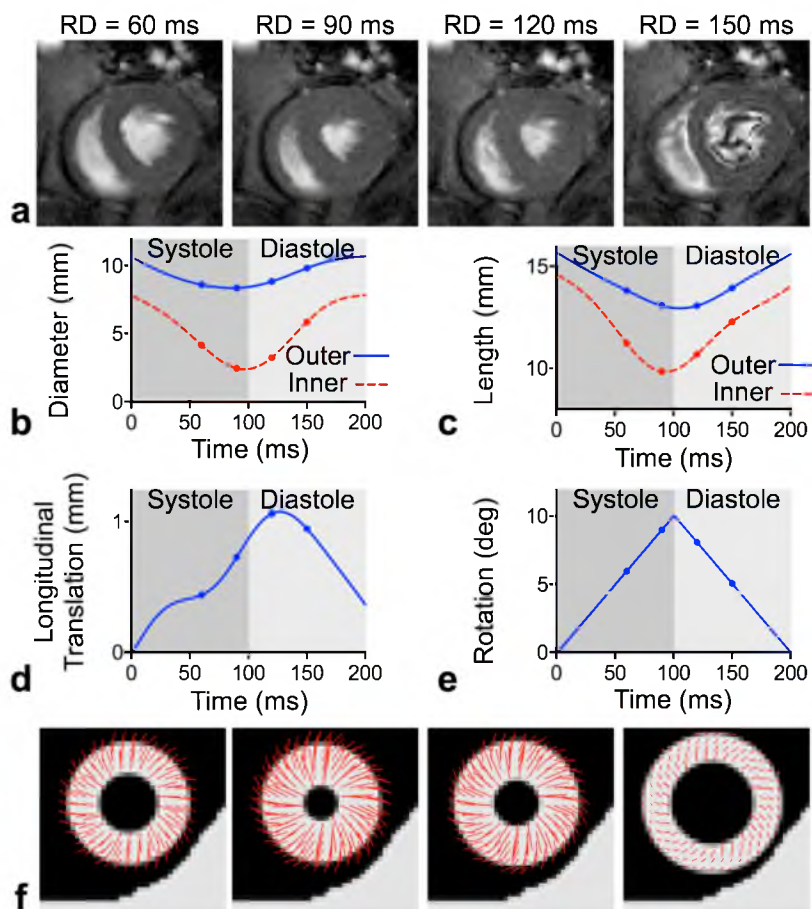 RD = 60 ms RD = 90 ms RD = 120 ms RD = 150 ms
a
Systole Diastole
10
5
0
Diameter (mm)
Outer
Inner
0 50 100 150 200
Time (ms)
b
Systole Diastole
15
10
Length (mm)
Outer
Inner
0 50 100 150 200
Time (ms)
c
Systole Diastole
1
0
Longitudinal
Translation (mm)
0 50 100 150 200
Time (ms)
d
Systole Diastole
10
5
0
Rotation (deg)
0 50 100 150 200
Time (ms)
e
f